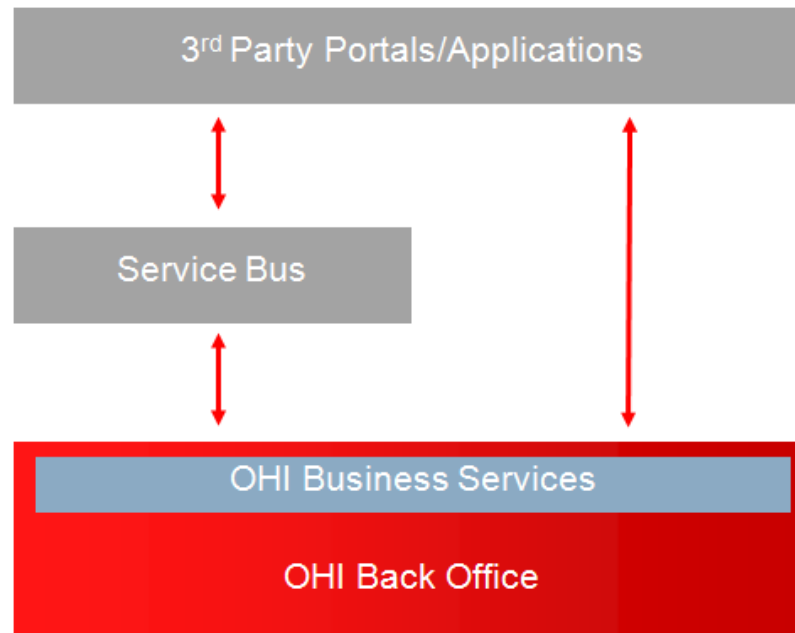 3rd Party Portals/Applications
Service Bus
OHI Business Services
OHI Back Office